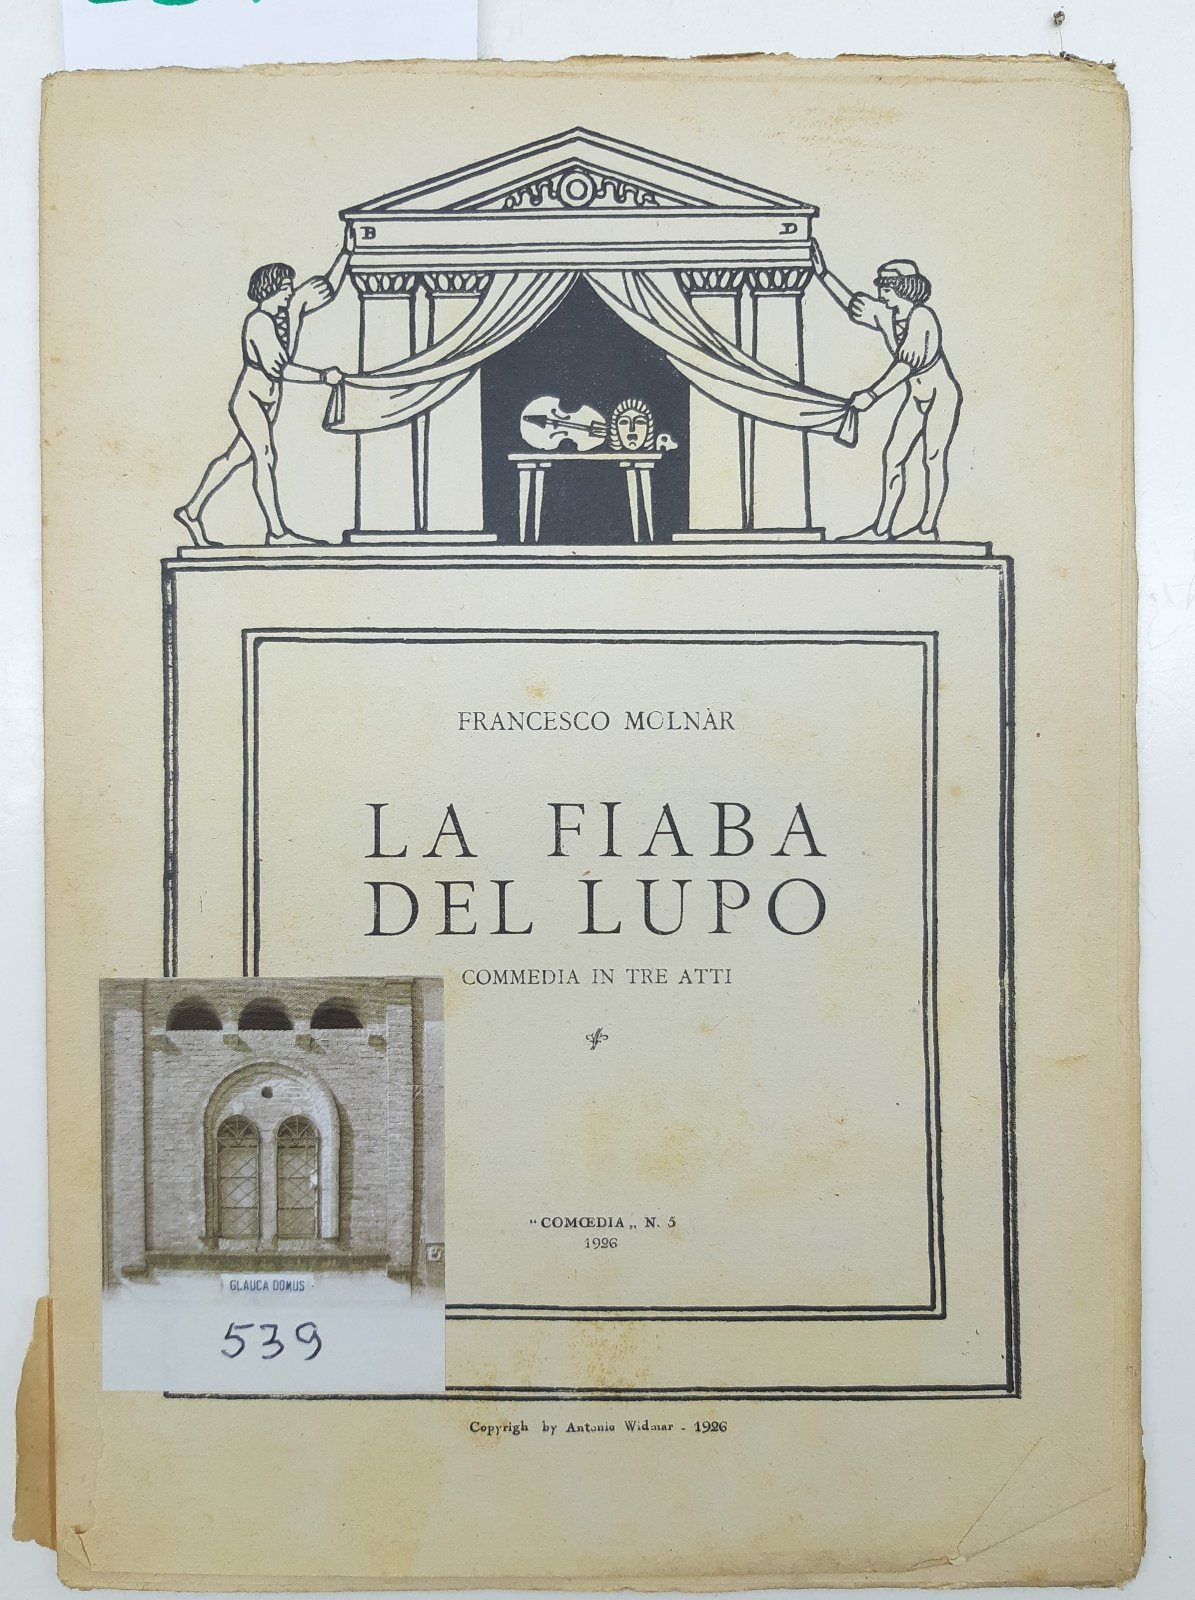 B D
FRANCESCO MOLNÀR
LA FIABA
DEL LUPO
COMMEDIA IN TRE ATTI
“COMŒDIA„ N. 5
1926
GLAUCA DOMUS
539
Copyrigh by Antonio Widmar - 1926